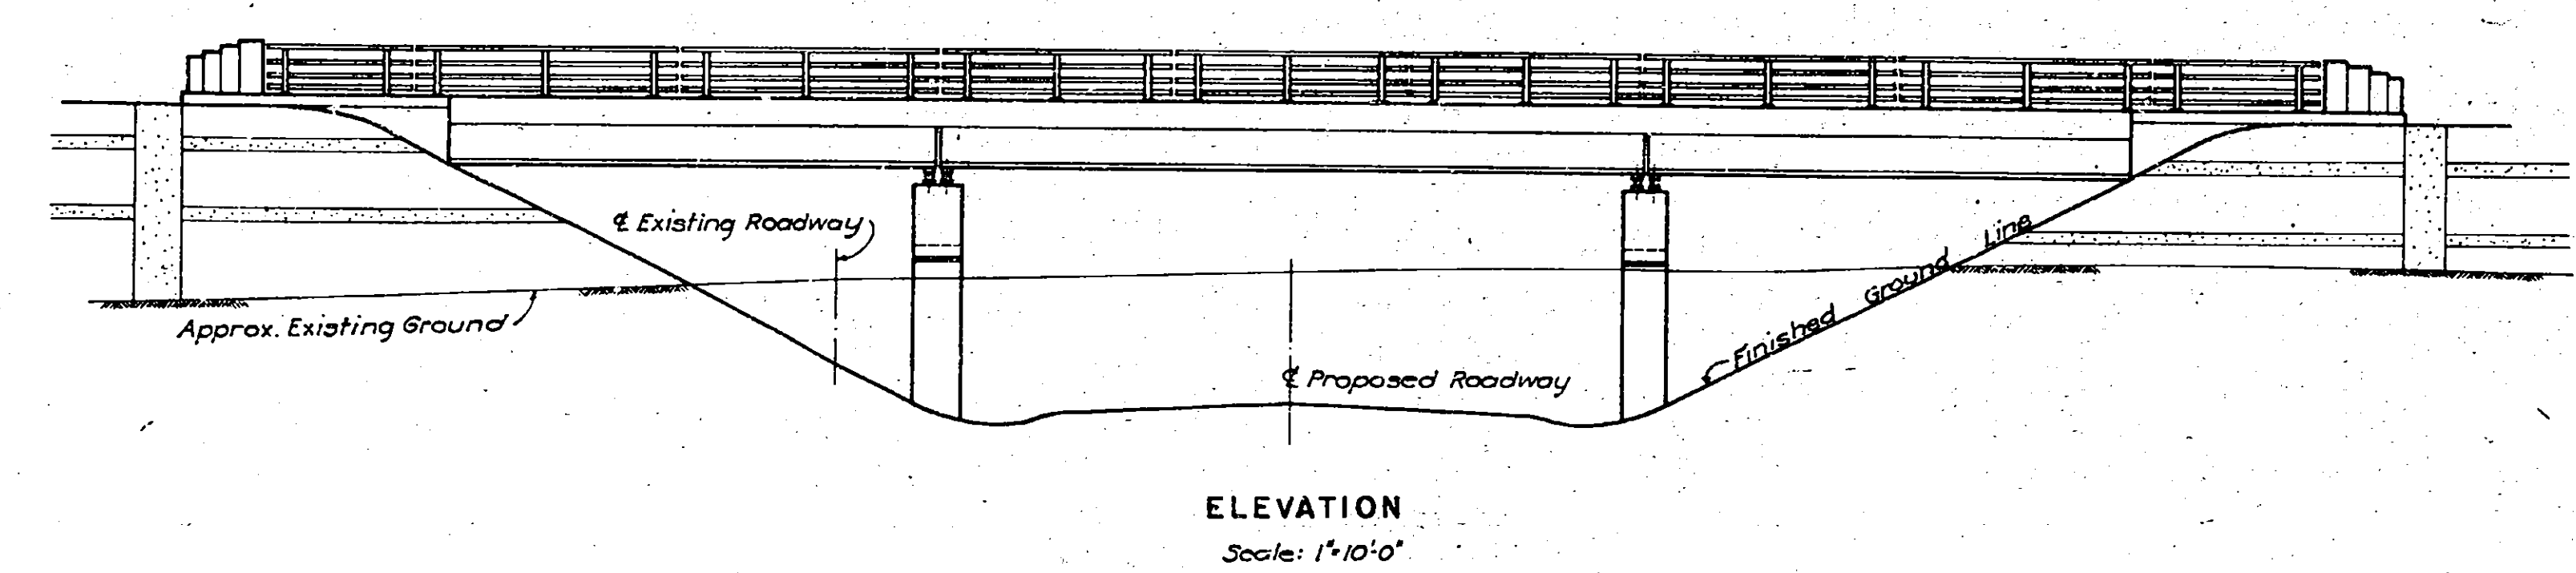 ℄ Existing Roadway
Approx. Existing Ground
Finished Ground Line
℄ Proposed Roadway
ELEVATION
Scale: 1"=10'-0"